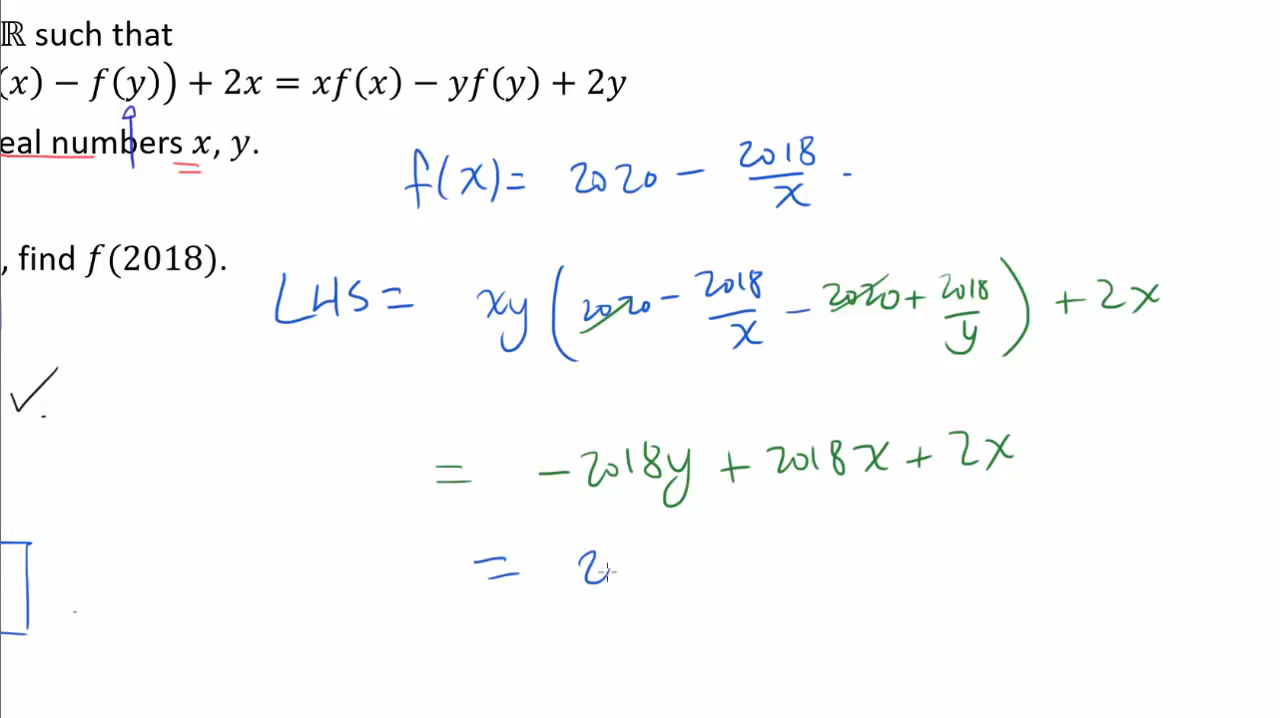 ℝ such that
(x) − f(y)) + 2x = xf(x) − yf(y) + 2y
eal numbers x, y.
f(x) = 2020 − 2018/x .
, find f(2018).
LHS = xy (2020 − 2018/x − 2020 + 2018/y) + 2x
= −2018y + 2018x + 2x
= 2